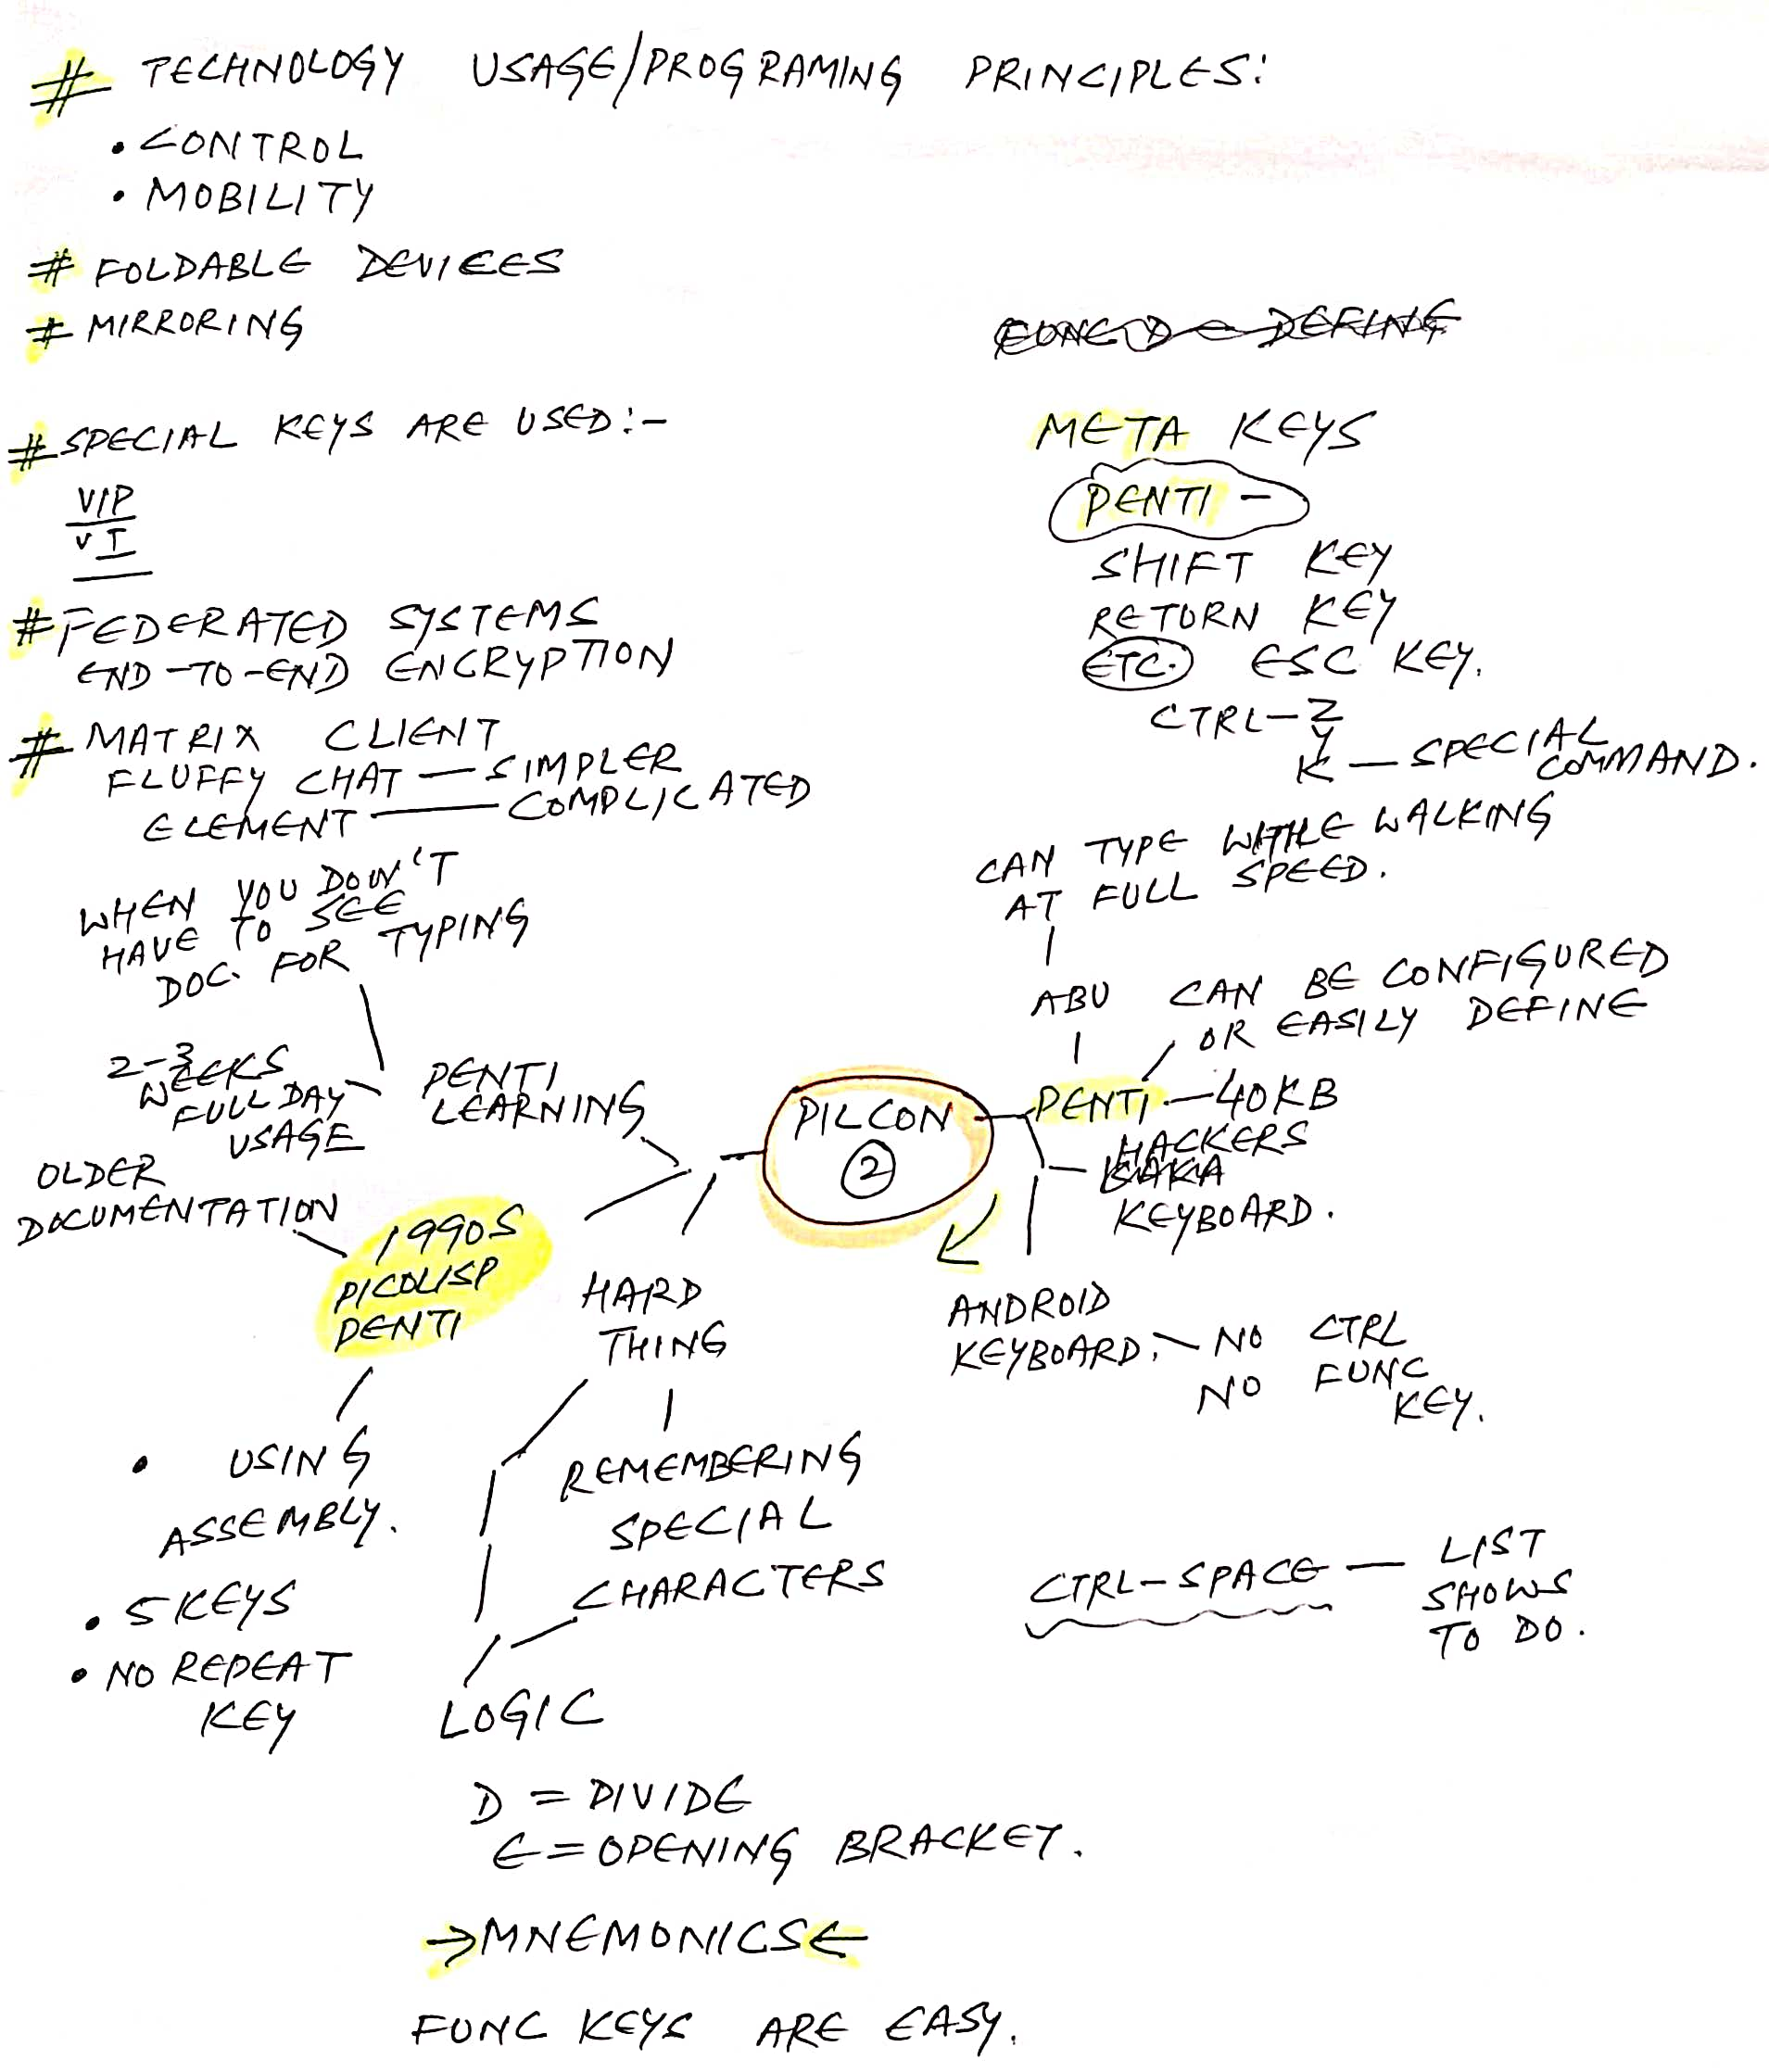 # TECHNOLOGY USAGE/PROGRAMING PRINCIPLES:
• CONTROL
• MOBILITY
# FOLDABLE DEVICES
# MIRRORING
FUNC D - DEFINE
# SPECIAL KEYS ARE USED:-
VIP
VI
# FEDERATED SYSTEMS
END-TO-END ENCRYPTION
# MATRIX CLIENT
FLUFFY CHAT — SIMPLER
ELEMENT — COMPLICATED
META KEYS
PENTI -
SHIFT KEY
RETURN KEY
ETC. ESC KEY.
CTRL-Z
Y
K — SPECIAL
COMMAND.
CAN TYPE WHILE WALKING
AT FULL SPEED.
ABU
CAN BE CONFIGURED
OR EASILY DEFINE
WHEN YOU DON'T
HAVE TO SEE
DOC. FOR TYPING
2-3
WEEKS
FULL DAY
USAGE
PENTI
LEARNING
PILCON
2
PENTI — 40KB
HACKERS
KEYBOARD.
OLDER
DOCUMENTATION
1990S
PICOLISP
PENTI
HARD
THING
ANDROID
KEYBOARD. — NO CTRL
NO FUNC
KEY.
• USING
ASSEMBLY.
• 5 KEYS
• NO REPEAT
KEY
REMEMBERING
SPECIAL
CHARACTERS
CTRL-SPACE — LIST
SHOWS
TO DO.
LOGIC
D = DIVIDE
E = OPENING BRACKET.
→ MNEMONICS ←
FUNC KEYS ARE EASY.